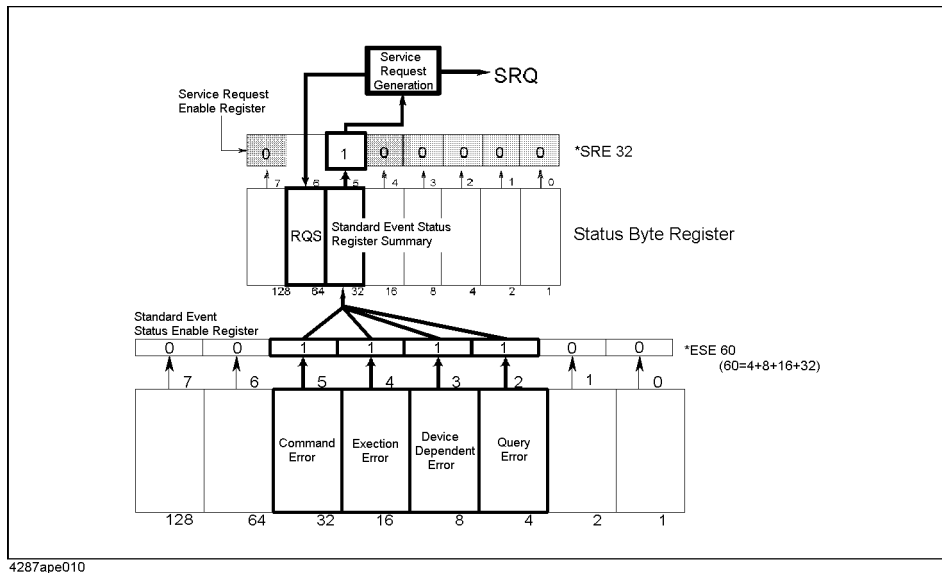 Service
Request
Generation
SRQ
Service Request
Enable Register
0 1 0 0 0 0 0
*SRE 32
7 6 5 4 3 2 1 0
RQS
Standard Event Status
Register Summary
Status Byte Register
128 64 32 16 8 4 2 1
Standard Event
Status Enable Register
0 0 1 1 1 1 0 0
*ESE 60
(60=4+8+16+32)
7 6 5 4 3 2 1 0
Command
Error
Exection
Error
Device
Dependent
Error
Query
Error
128 64 32 16 8 4 2 1
4287ape010